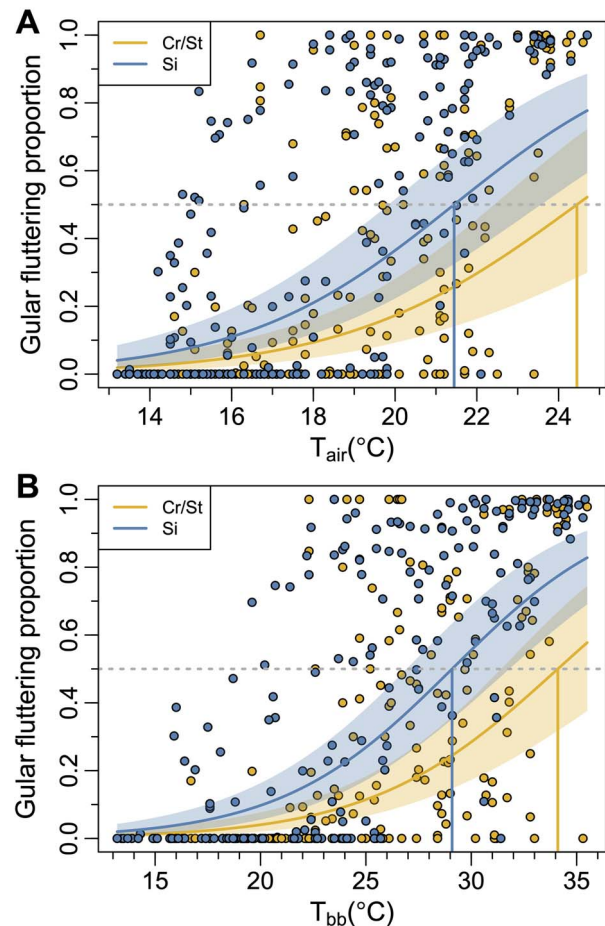 A
Cr/St
Si
Gular fluttering proportion
1.0
0.8
0.6
0.4
0.2
0.0
14 16 18 20 22 24
Tair(°C)
B
Cr/St
Si
Gular fluttering proportion
1.0
0.8
0.6
0.4
0.2
0.0
15 20 25 30 35
Tbb(°C)